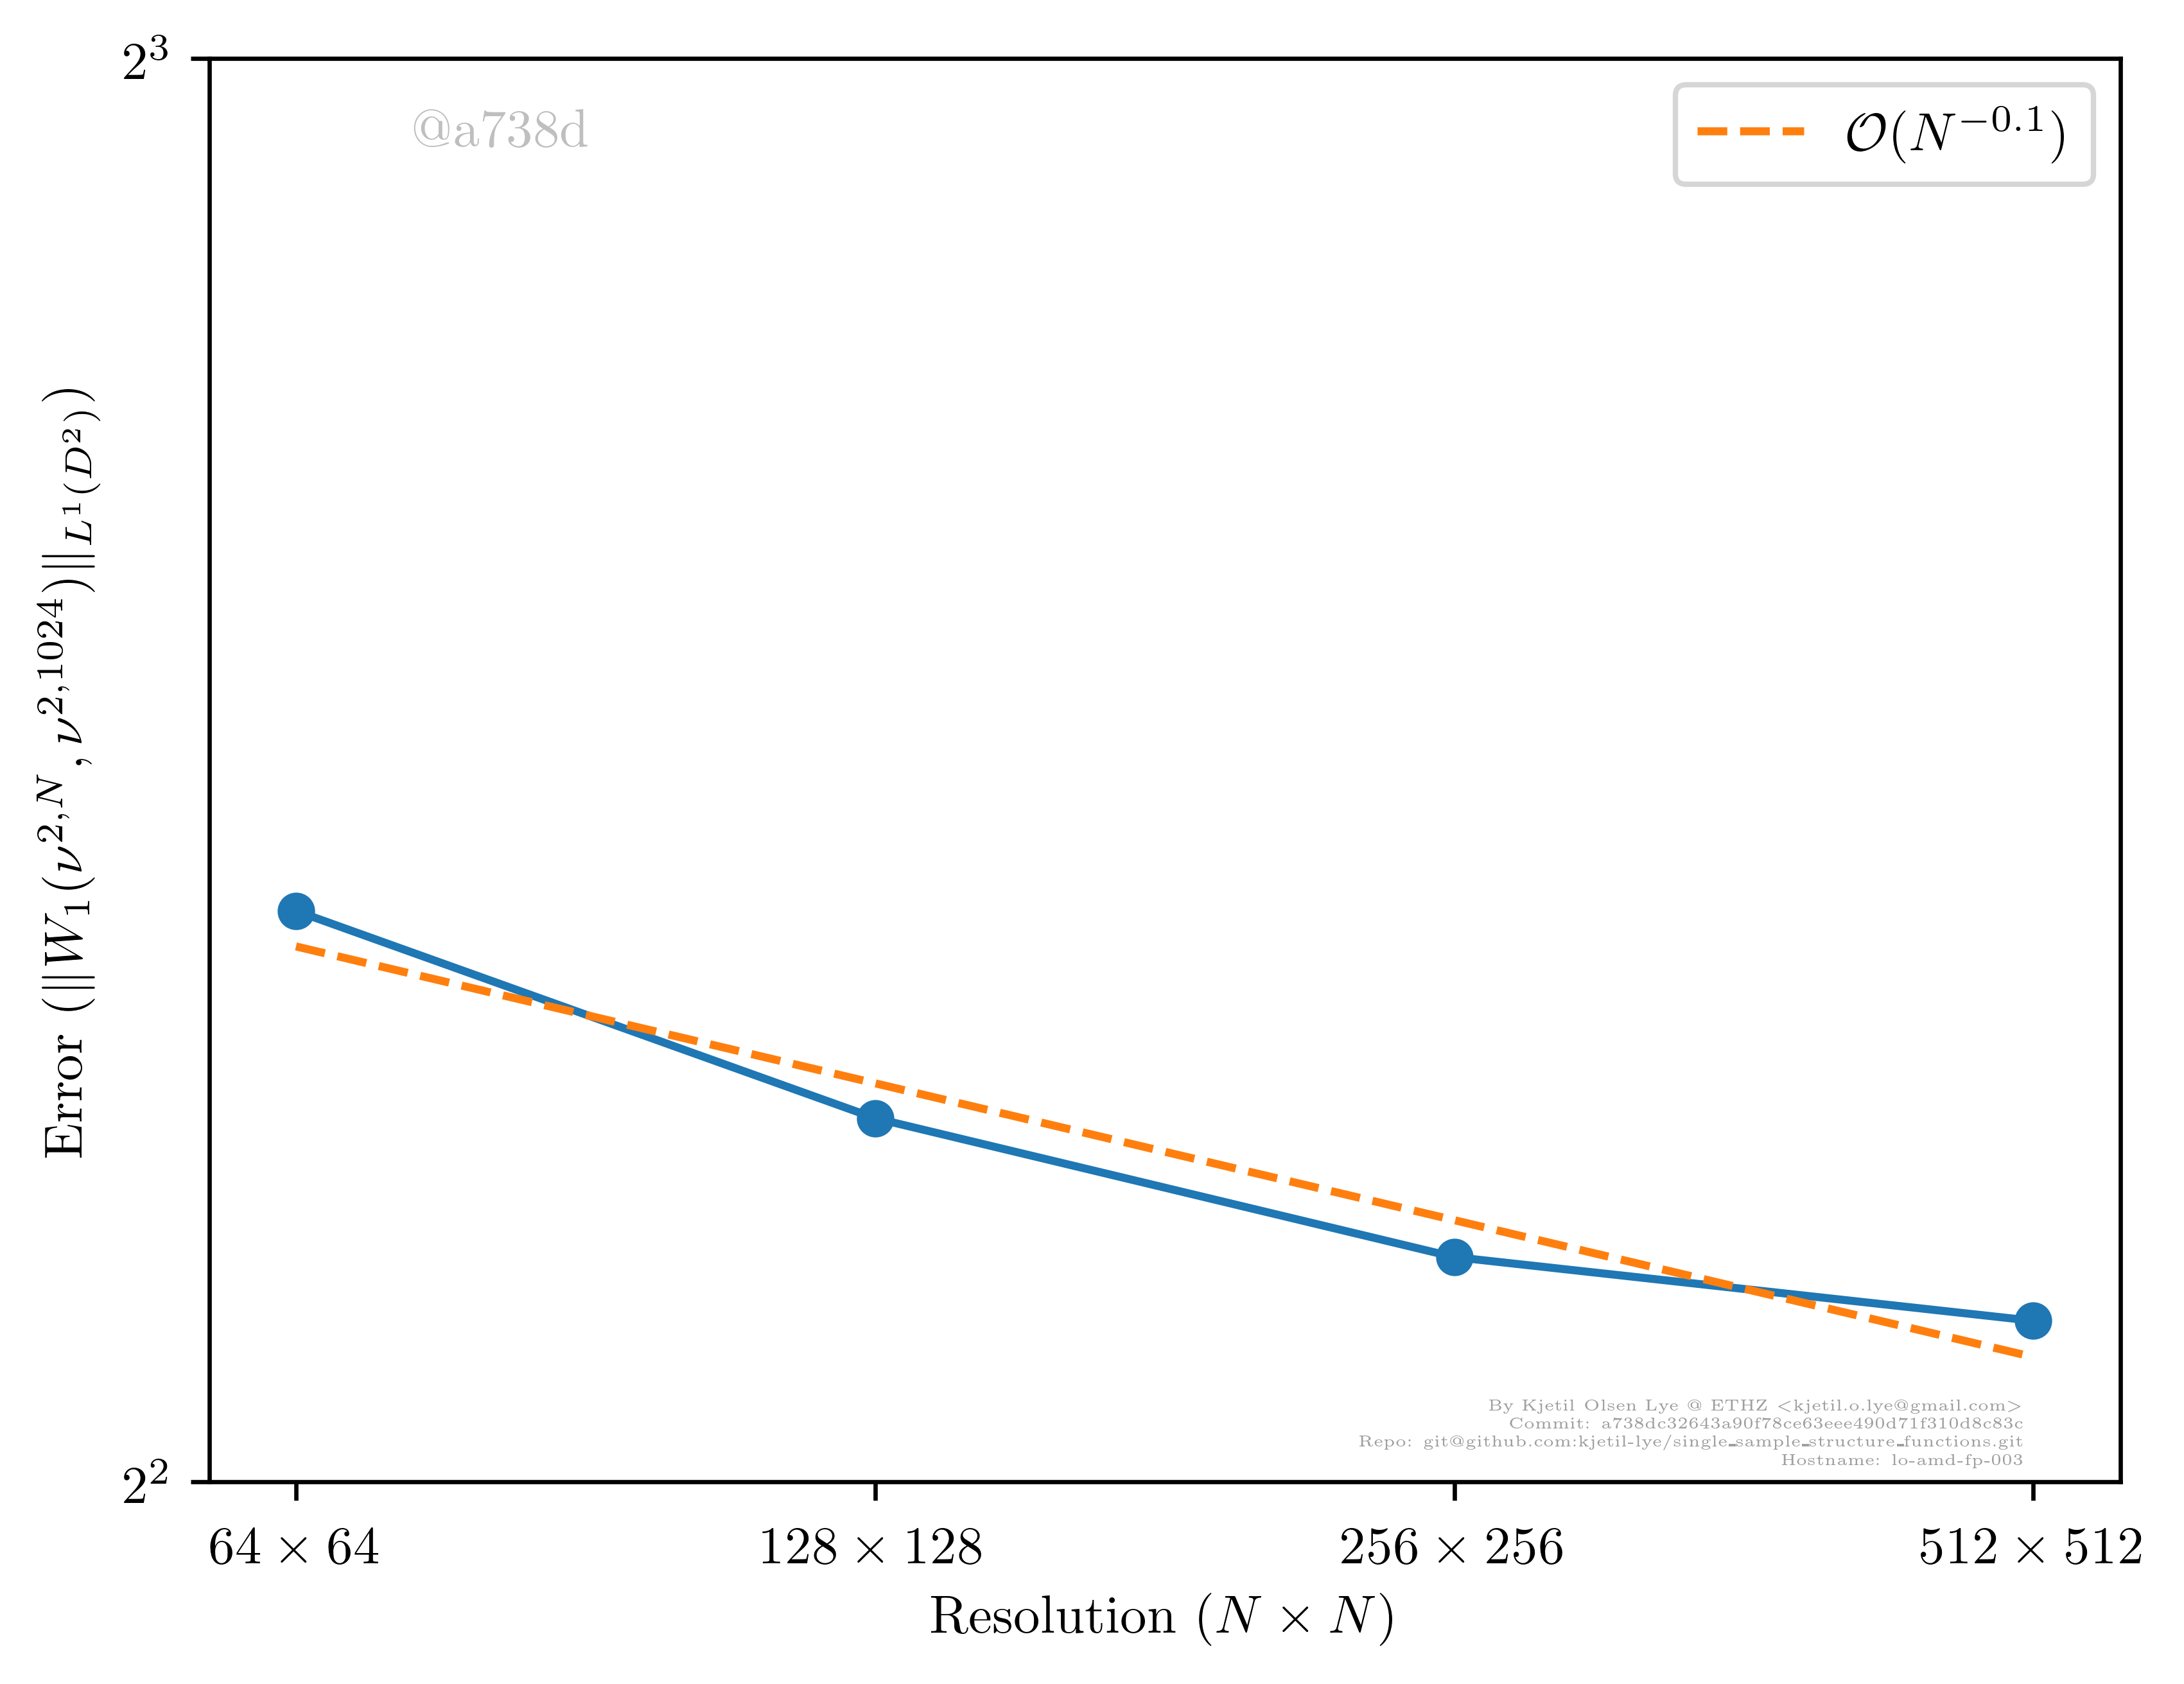 2^3
@a738d
O(N^{-0.1})
Error (||W_1(ν^{2,N}, ν^{2,1024})||_{L^1(D^2)})
By Kjetil Olsen Lye @ ETHZ <kjetil.o.lye@gmail.com>
Commit: a738dc32643a90f78ce63eee490d71f310d8c83c
Repo: git@github.com:kjetil-lye/single_sample_structure_functions.git
Hostname: lo-amd-fp-003
2^2
64 × 64 128 × 128 256 × 256 512 × 512
Resolution (N × N)